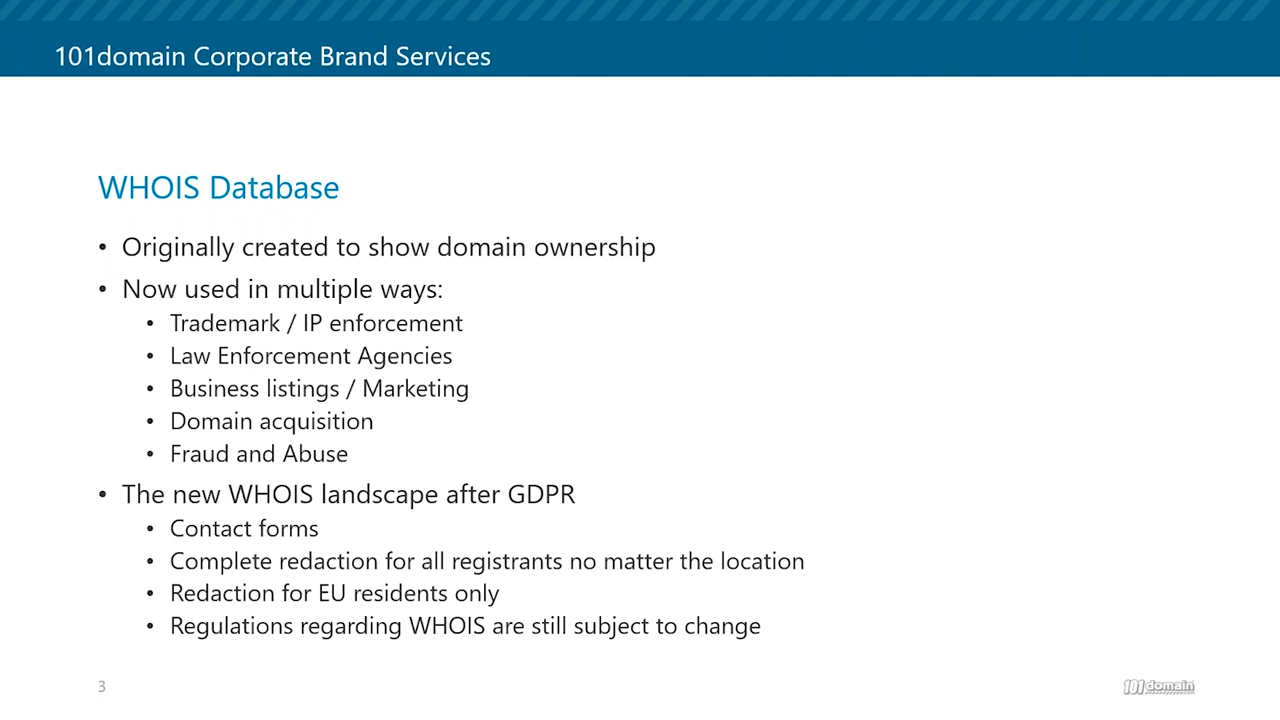 101domain Corporate Brand Services
WHOIS Database
• Originally created to show domain ownership
• Now used in multiple ways:
• Trademark / IP enforcement
• Law Enforcement Agencies
• Business listings / Marketing
• Domain acquisition
• Fraud and Abuse
• The new WHOIS landscape after GDPR
• Contact forms
• Complete redaction for all registrants no matter the location
• Redaction for EU residents only
• Regulations regarding WHOIS are still subject to change
3
101domain